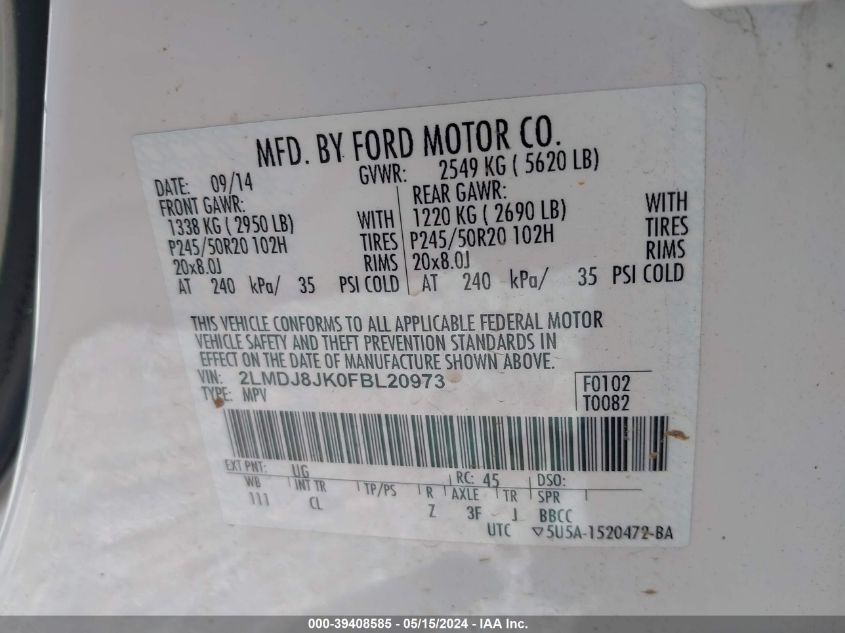 MFD. BY FORD MOTOR CO.
DATE: 09/14 GVWR: 2549 KG ( 5620 LB)
FRONT GAWR: REAR GAWR:
1338 KG ( 2950 LB) WITH 1220 KG ( 2690 LB) WITH
P245/50R20 102H TIRES P245/50R20 102H TIRES
20x8.0J RIMS 20x8.0J RIMS
AT 240 kPa/ 35 PSI COLD AT 240 kPa/ 35 PSI COLD
THIS VEHICLE CONFORMS TO ALL APPLICABLE FEDERAL MOTOR
VEHICLE SAFETY AND THEFT PREVENTION STANDARDS IN
EFFECT ON THE DATE OF MANUFACTURE SHOWN ABOVE.
VIN: 2LMDJ8JK0FBL20973 F0102
TYPE: MPV T0082
EXT PNT: UG RC: 45 DSO:
WB INT TR TP/PS R AXLE TR SPR
111 CL Z 3F J BBCC
UTC ▽5U5A-1520472-BA
000-39408585 - 05/15/2024 - IAA Inc.